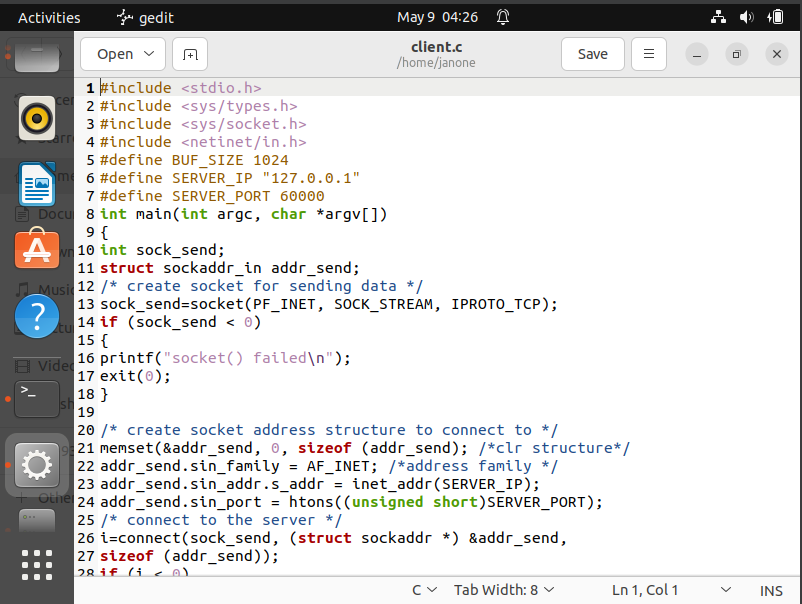 Activities gedit May 9 04:26
Open client.c Save
/home/janone
1 #include <stdio.h>
2 #include <sys/types.h>
3 #include <sys/socket.h>
4 #include <netinet/in.h>
5 #define BUF_SIZE 1024
6 #define SERVER_IP "127.0.0.1"
7 #define SERVER_PORT 60000
8 int main(int argc, char *argv[])
9 {
10 int sock_send;
11 struct sockaddr_in addr_send;
12 /* create socket for sending data */
13 sock_send=socket(PF_INET, SOCK_STREAM, IPROTO_TCP);
14 if (sock_send < 0)
15 {
16 printf("socket() failed\n");
17 exit(0);
18 }
19
20 /* create socket address structure to connect to */
21 memset(&addr_send, 0, sizeof (addr_send); /*clr structure*/
22 addr_send.sin_family = AF_INET; /*address family */
23 addr_send.sin_addr.s_addr = inet_addr(SERVER_IP);
24 addr_send.sin_port = htons((unsigned short)SERVER_PORT);
25 /* connect to the server */
26 i=connect(sock_send, (struct sockaddr *) &addr_send,
27 sizeof (addr_send));
28 if (i < 0)
C Tab Width: 8 Ln 1, Col 1 INS